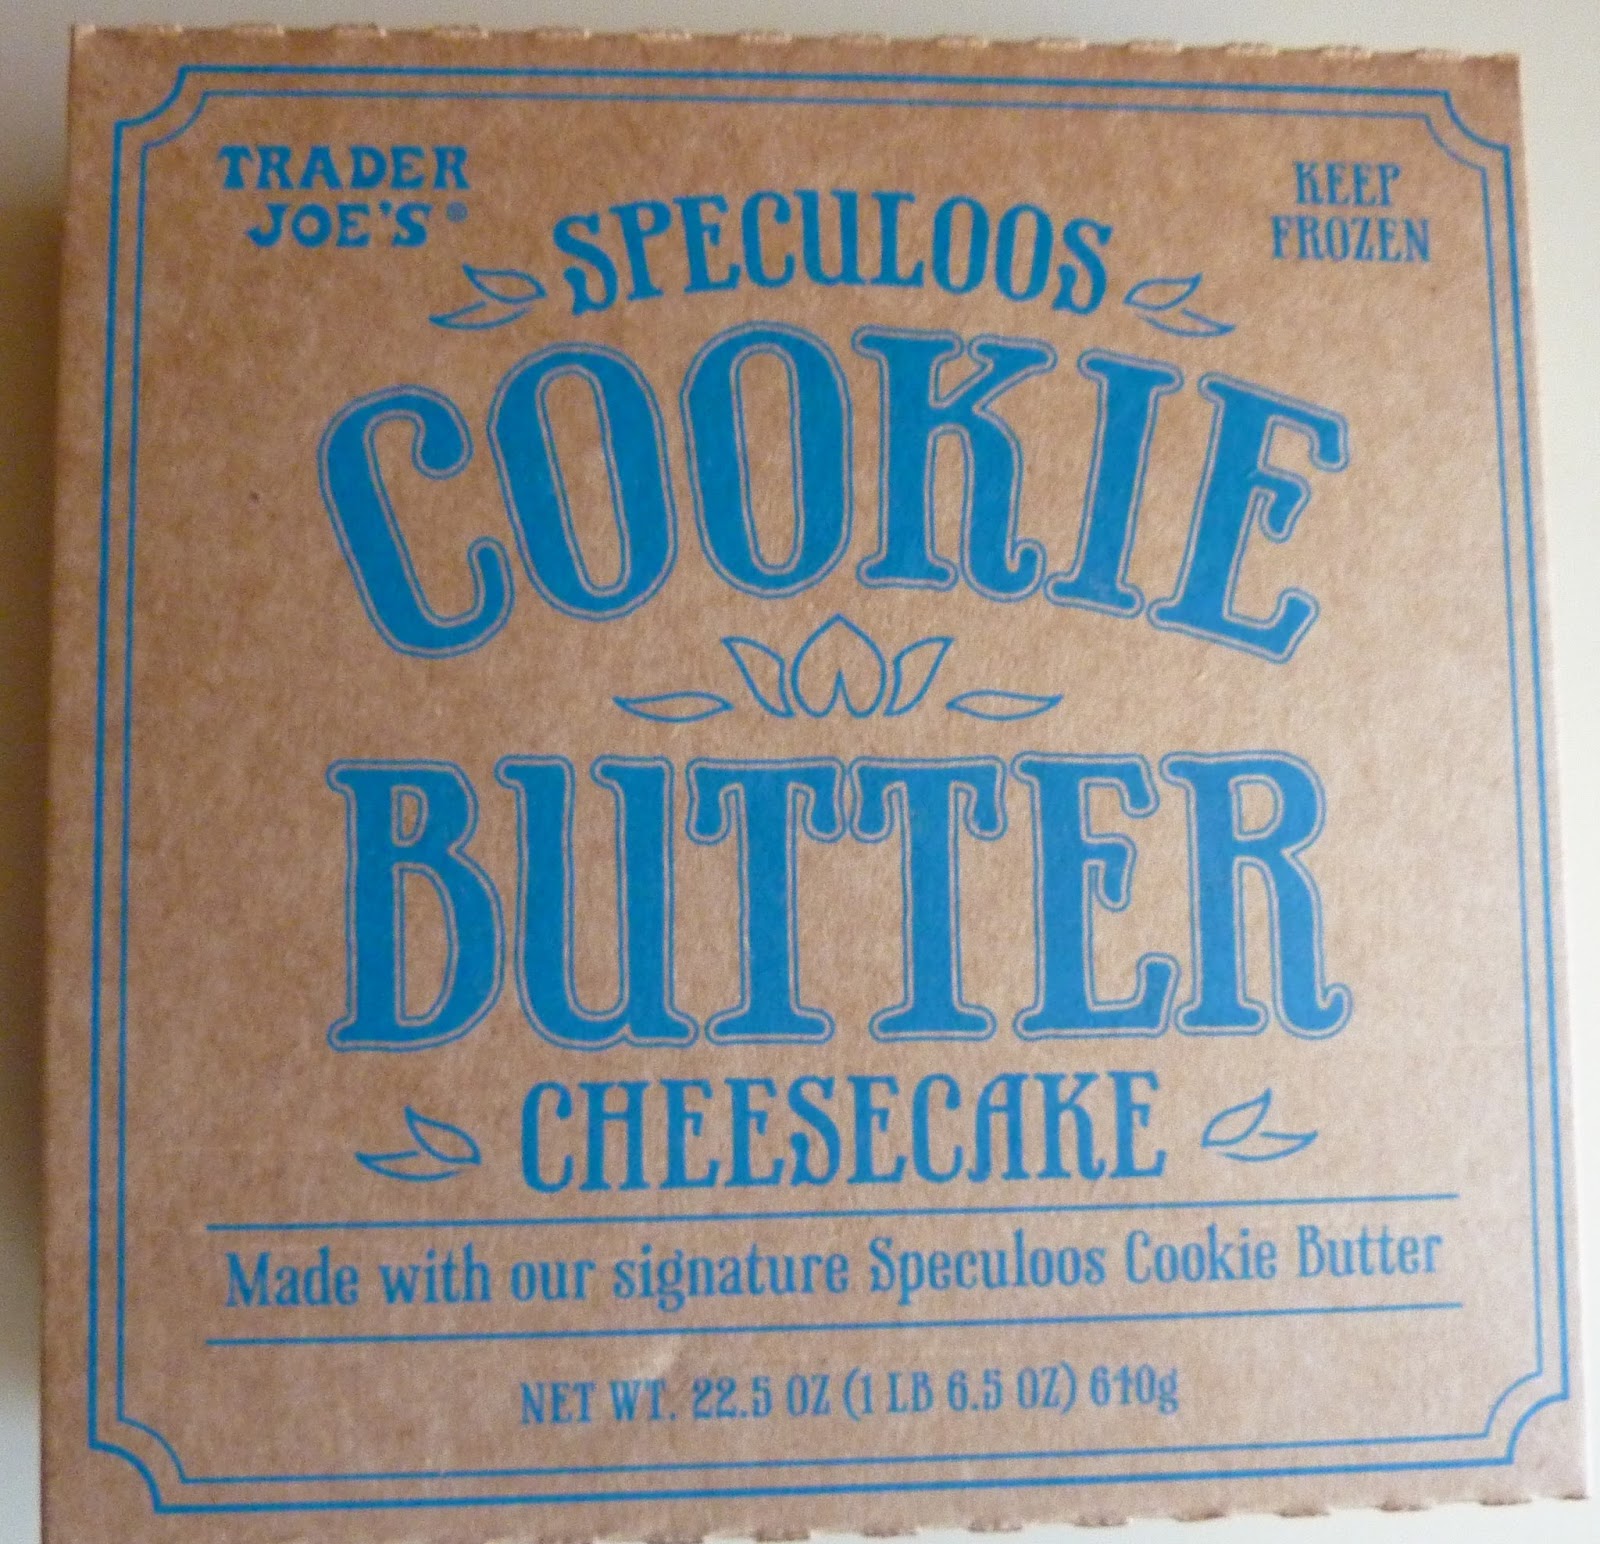 TRADER
JOE'S®
KEEP
FROZEN
SPECULOOS
COOKIE
BUTTER
CHEESECAKE
Made with our signature Speculoos Cookie Butter
NET WT. 22.5 OZ (1 LB 6.5 OZ) 640g